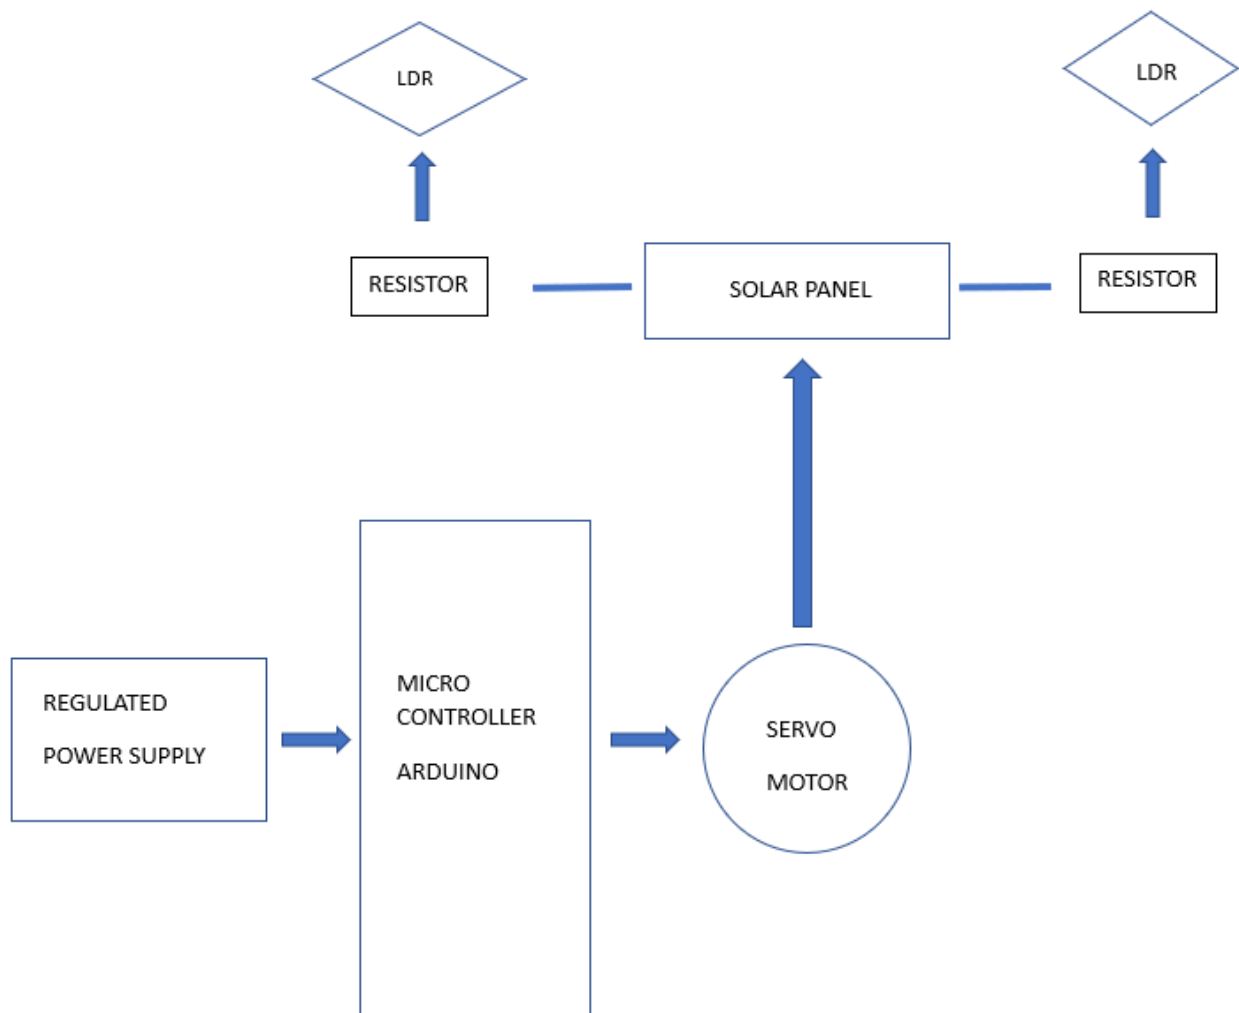 LDR
LDR
RESISTOR
SOLAR PANEL
RESISTOR
REGULATED
POWER SUPPLY
MICRO
CONTROLLER
ARDUINO
SERVO
MOTOR